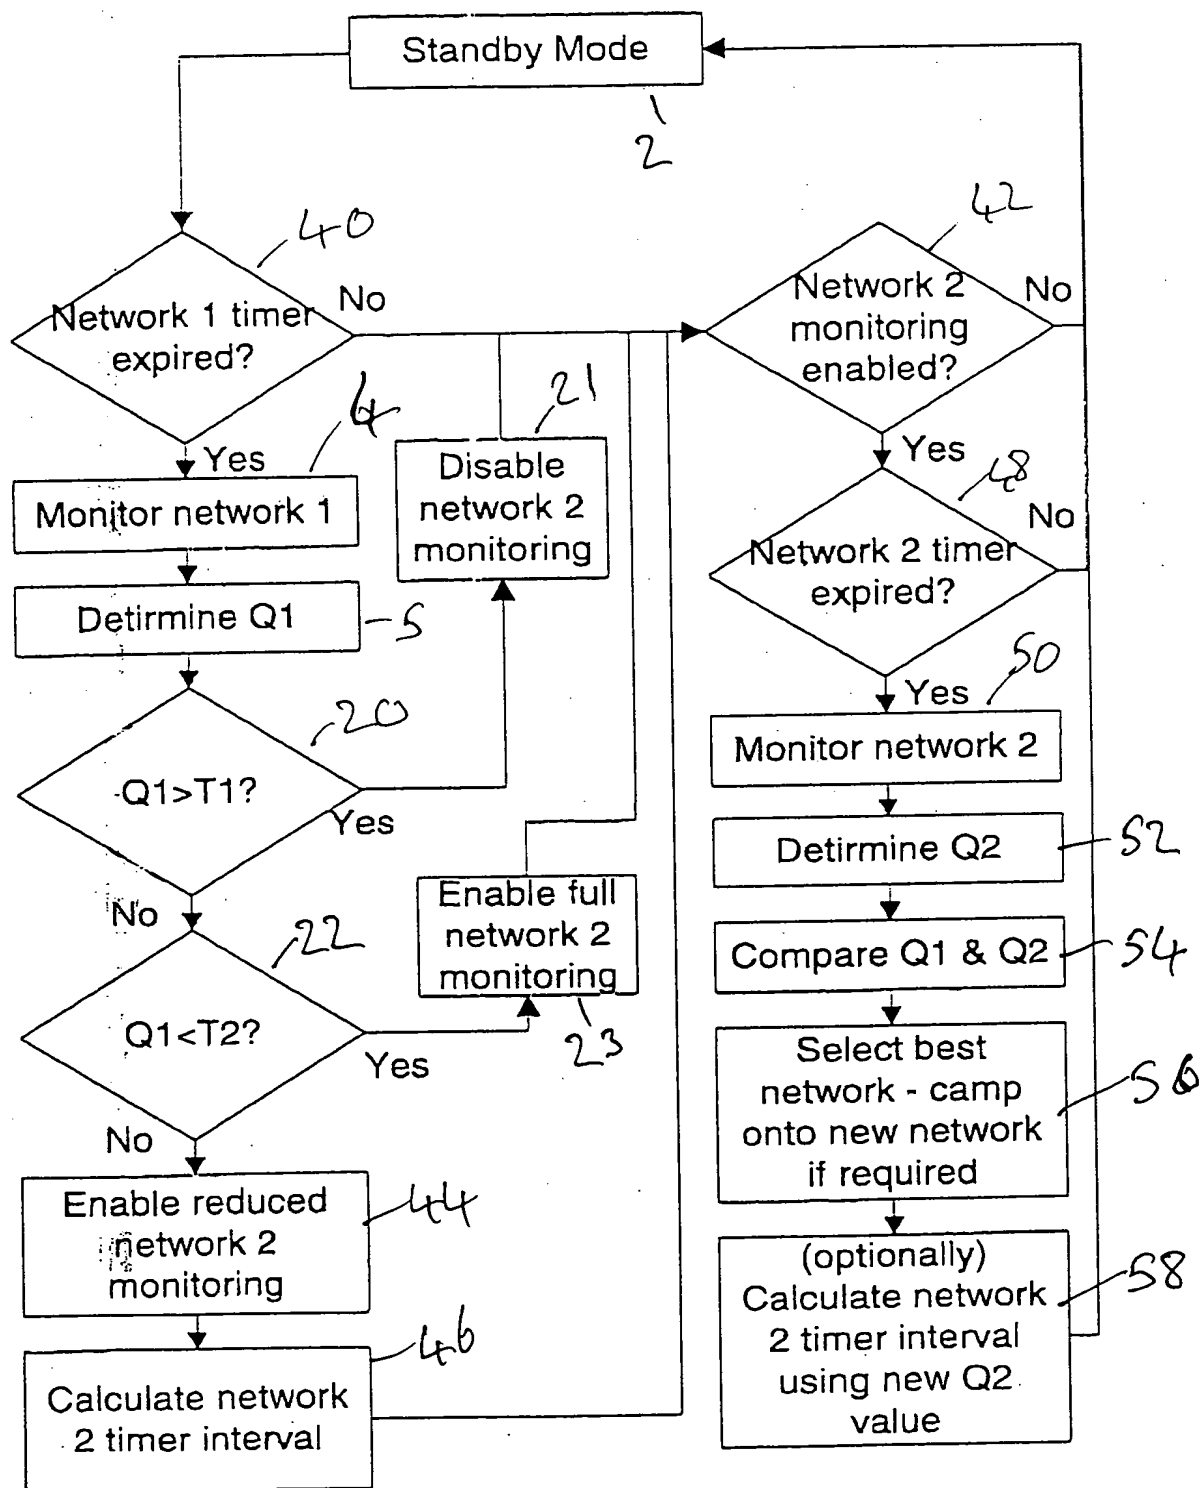 Standby Mode
2
40
Network 1 timer
expired?
No
Yes
4
Monitor network 1
Detirmine Q1
5
20
Q1>T1?
Yes
No
22
Q1<T2?
Yes
No
Enable reduced
network 2
monitoring
44
Calculate network
2 timer interval
46
21
Disable
network 2
monitoring
Enable full
network 2
monitoring
23
42
Network 2
monitoring
enabled?
No
Yes
48
Network 2 timer
expired?
No
Yes
50
Monitor network 2
Detirmine Q2
52
Compare Q1 & Q2
54
Select best
network - camp
onto new network
if required
56
(optionally)
Calculate network
2 timer interval
using new Q2
value
58